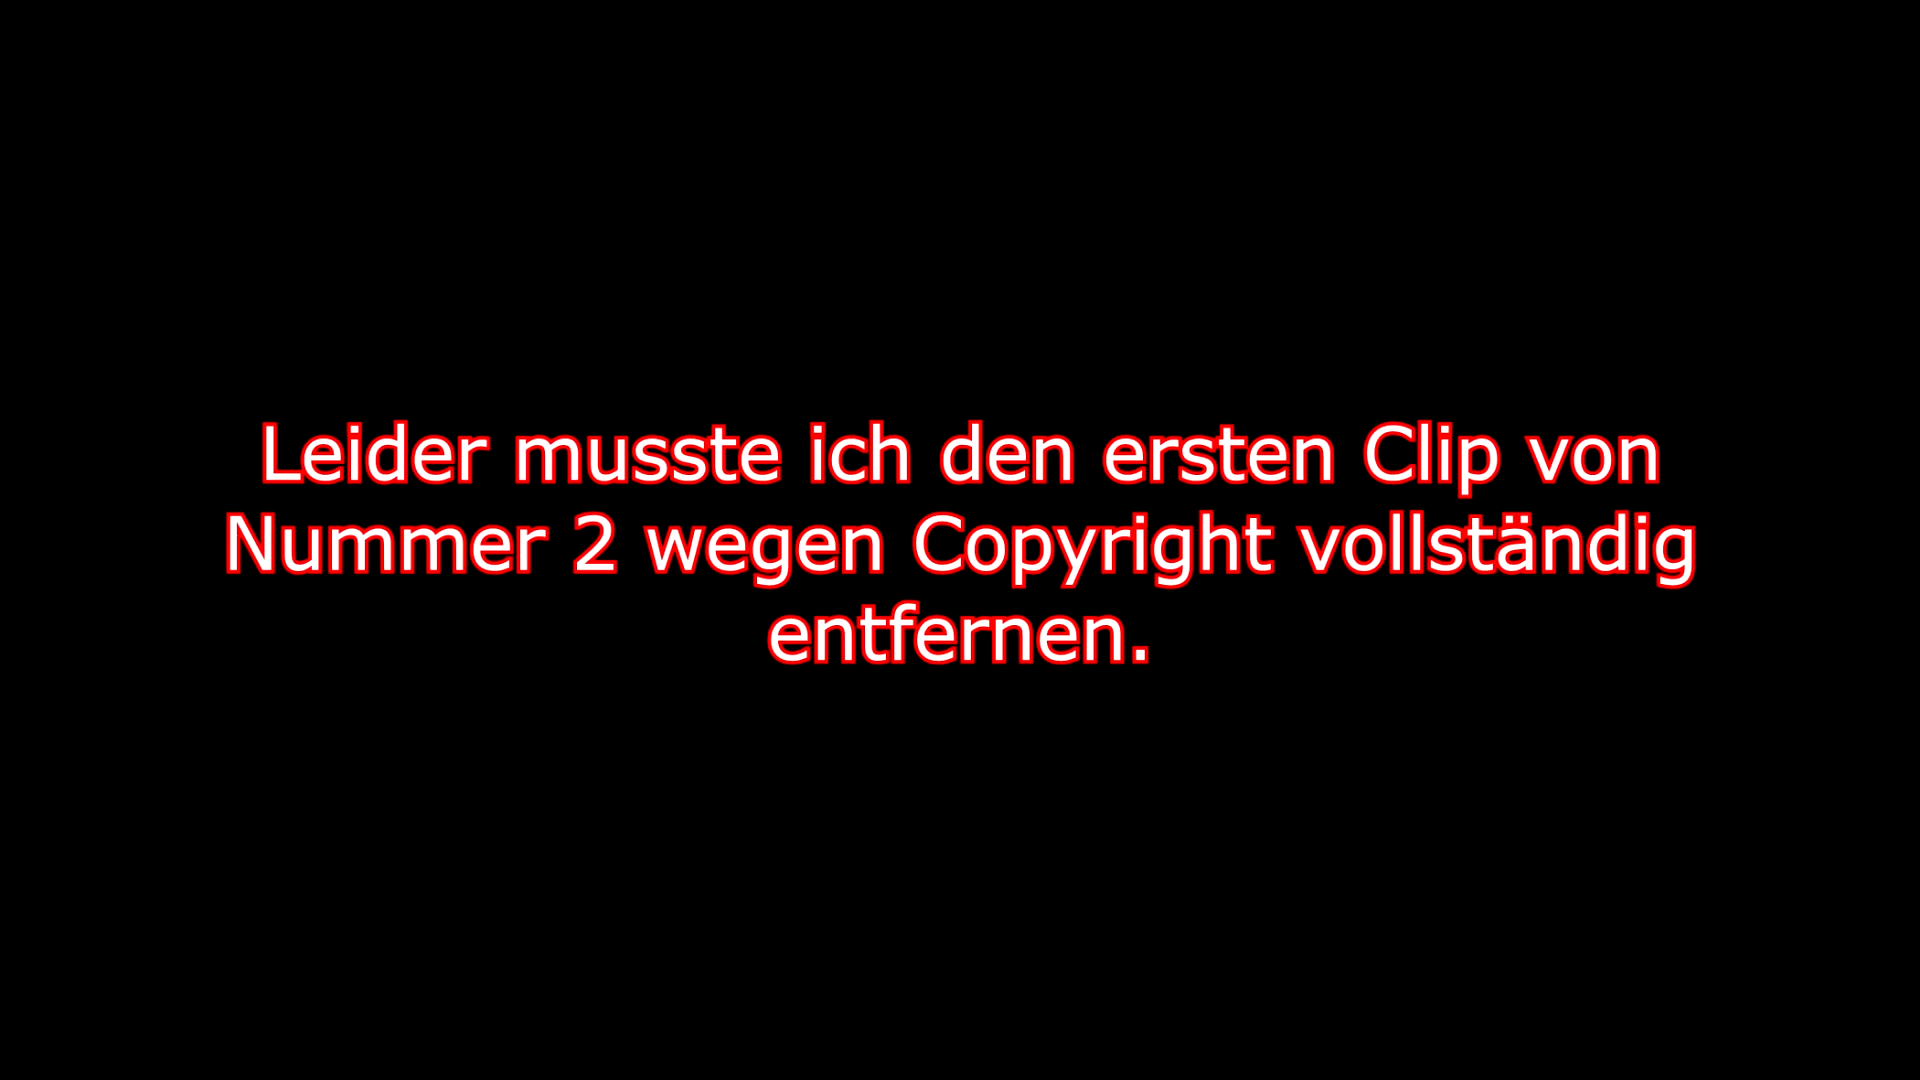 Leider musste ich den ersten Clip von
Nummer 2 wegen Copyright vollständig
entfernen.